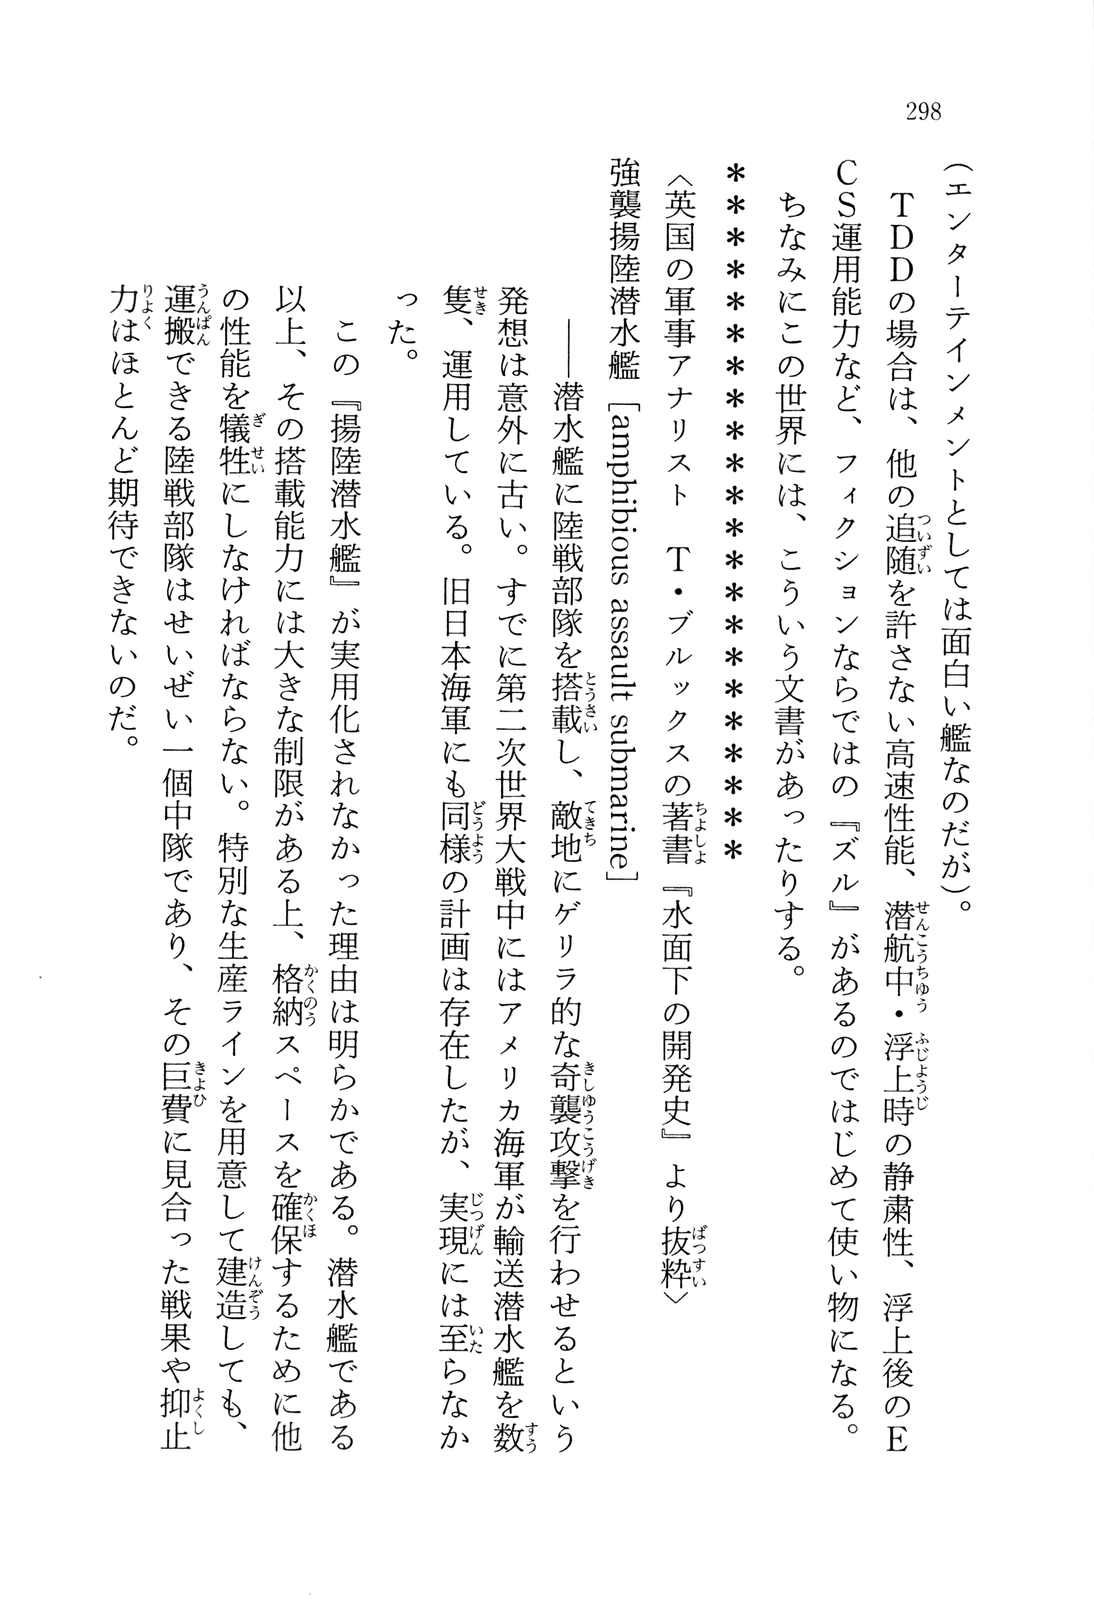 298
（エンターテインメントとしては面白い艦なのだが）。
　ＴＤＤの場合は、他の追随を許さない高速性能、潜航中・浮上時の静粛性、浮上後のＥ
ＣＳ運用能力など、フィクションならではの『ズル』があるのではじめて使い物になる。
　ちなみにこの世界には、こういう文書があったりする。
＊＊＊＊＊＊＊＊＊＊＊＊＊＊＊＊＊＊＊＊＊＊
〈英国の軍事アナリスト　Ｔ・ブルックスの著書『水面下の開発史』より抜粋〉
強襲揚陸潜水艦［amphibious assault submarine］
　――潜水艦に陸戦部隊を搭載し、敵地にゲリラ的な奇襲攻撃を行わせるという
発想は意外に古い。すでに第二次世界大戦中にはアメリカ海軍が輸送潜水艦を数
隻、運用している。旧日本海軍にも同様の計画は存在したが、実現には至らなか
った。
　この『揚陸潜水艦』が実用化されなかった理由は明らかである。潜水艦である
以上、その搭載能力には大きな制限がある上、格納スペースを確保するために他
の性能を犠牲にしなければならない。特別な生産ラインを用意して建造しても、
運搬できる陸戦部隊はせいぜい一個中隊であり、その巨費に見合った戦果や抑止
力はほとんど期待できないのだ。